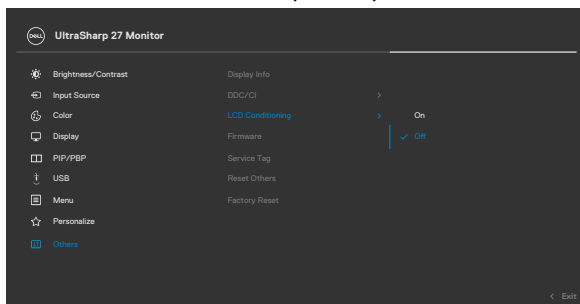 DELL
UltraSharp 27 Monitor
Brightness/Contrast
Input Source
Color
Display
PIP/PBP
USB
Menu
Personalize
Others
Display Info
DDC/CI
LCD Conditioning
Firmware
Service Tag
Reset Others
Factory Reset
On
Off
Exit